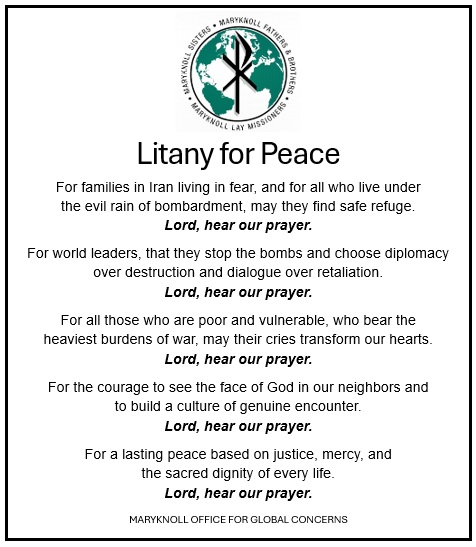 MARYKNOLL SISTERS • MARYKNOLL FATHERS & BROTHERS • MARYKNOLL LAY MISSIONERS •
Litany for Peace
For families in Iran living in fear, and for all who live under
the evil rain of bombardment, may they find safe refuge.
Lord, hear our prayer.
For world leaders, that they stop the bombs and choose diplomacy
over destruction and dialogue over retaliation.
Lord, hear our prayer.
For all those who are poor and vulnerable, who bear the
heaviest burdens of war, may their cries transform our hearts.
Lord, hear our prayer.
For the courage to see the face of God in our neighbors and
to build a culture of genuine encounter.
Lord, hear our prayer.
For a lasting peace based on justice, mercy, and
the sacred dignity of every life.
Lord, hear our prayer.
MARYKNOLL OFFICE FOR GLOBAL CONCERNS